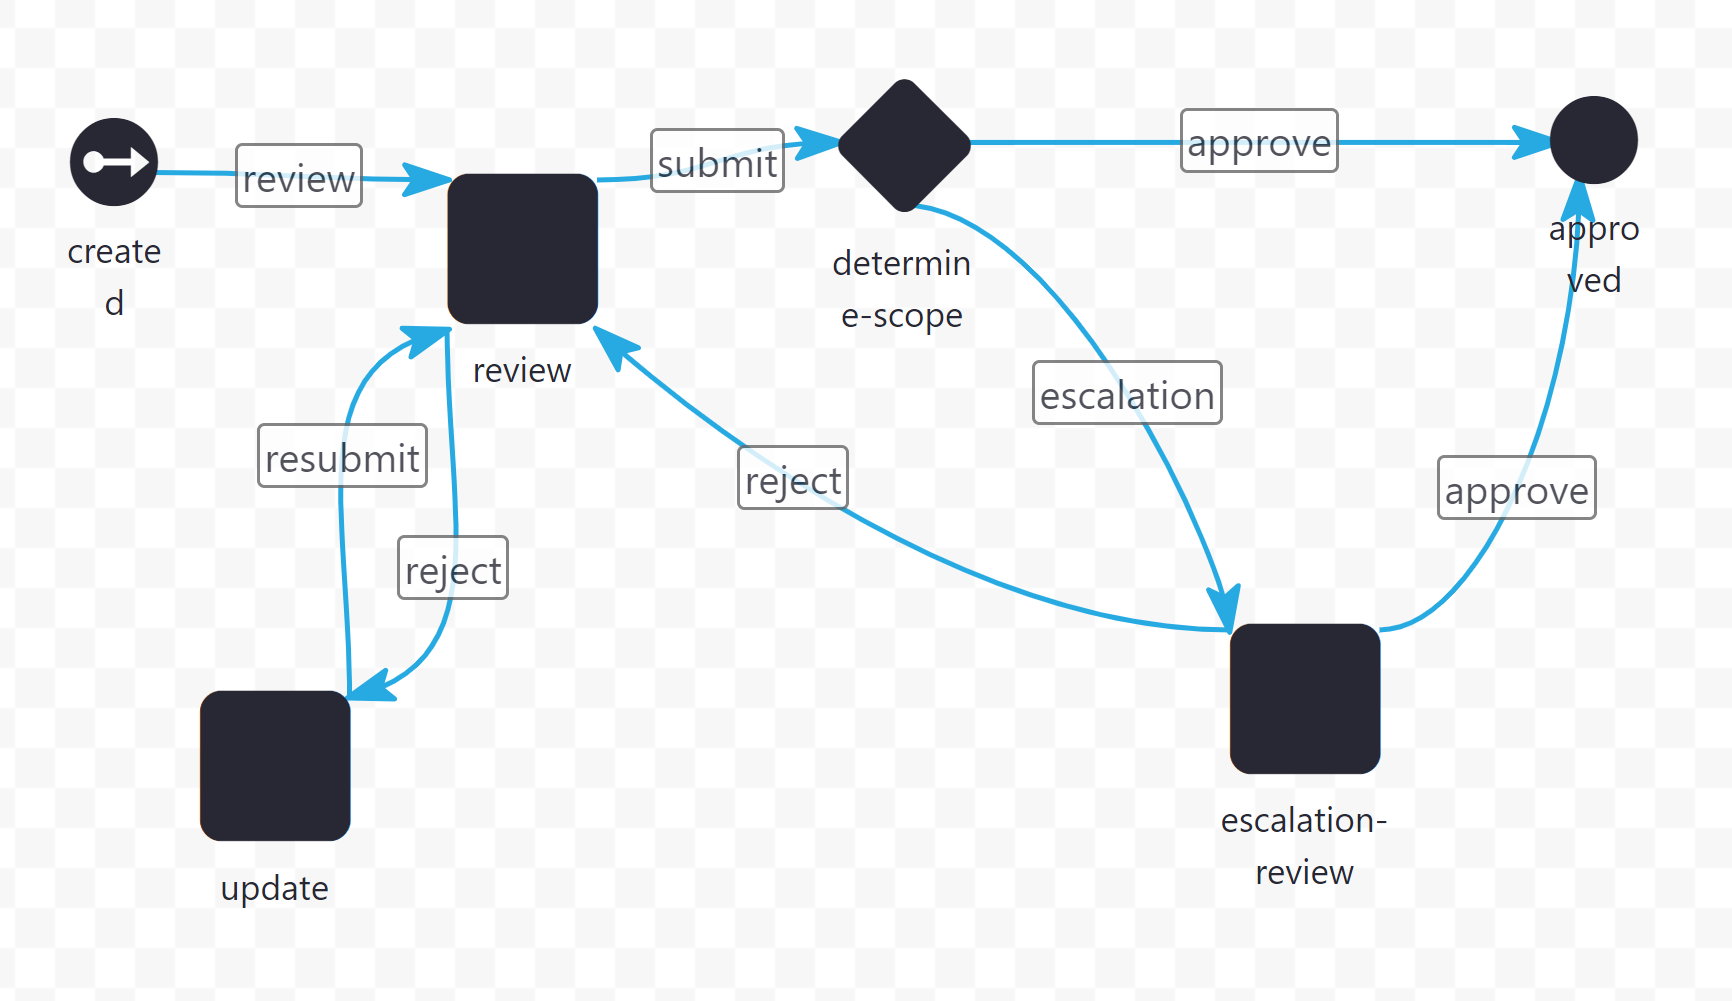 review
create
d
submit
review
determin
e-scope
approve
appro
ved
escalation
resubmit
reject
reject
approve
update
escalation-
review